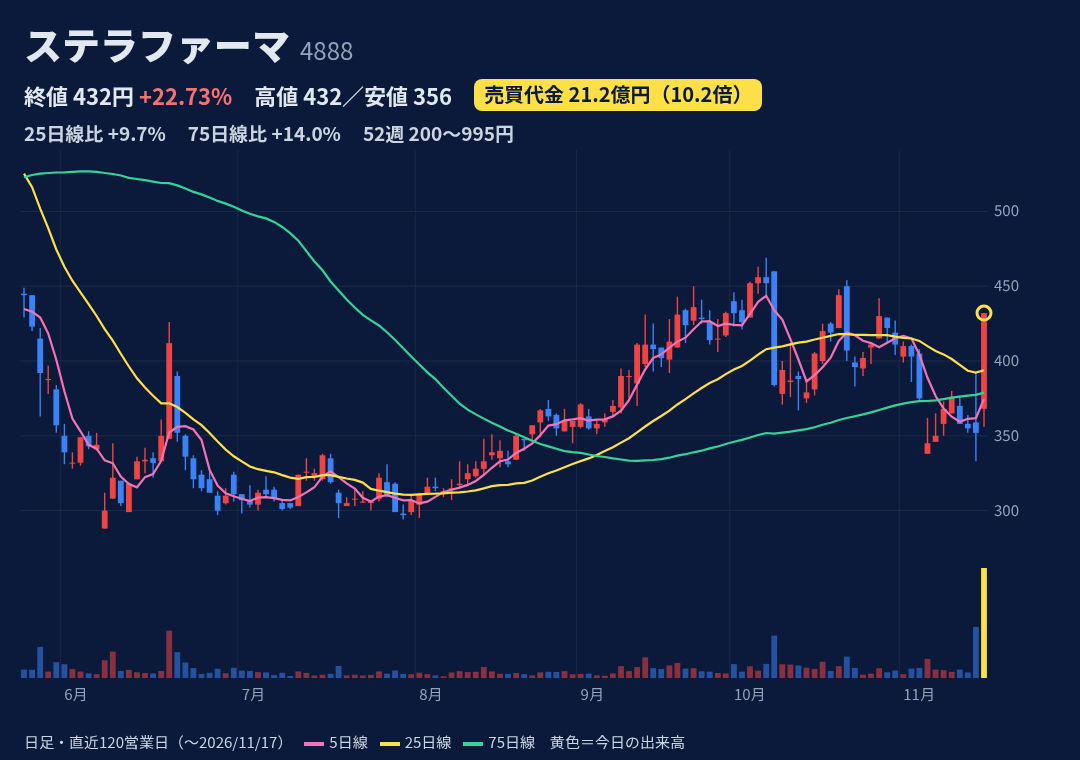 ステラファーマ 4888
終値 432円 +22.73% 高値 432／安値 356 売買代金 21.2億円（10.2倍）
25日線比 +9.7% 75日線比 +14.0% 52週 200〜995円
500
450
400
350
300
6月 7月 8月 9月 10月 11月
日足・直近120営業日（〜2026/11/17） 5日線 25日線 75日線 黄色＝今日の出来高